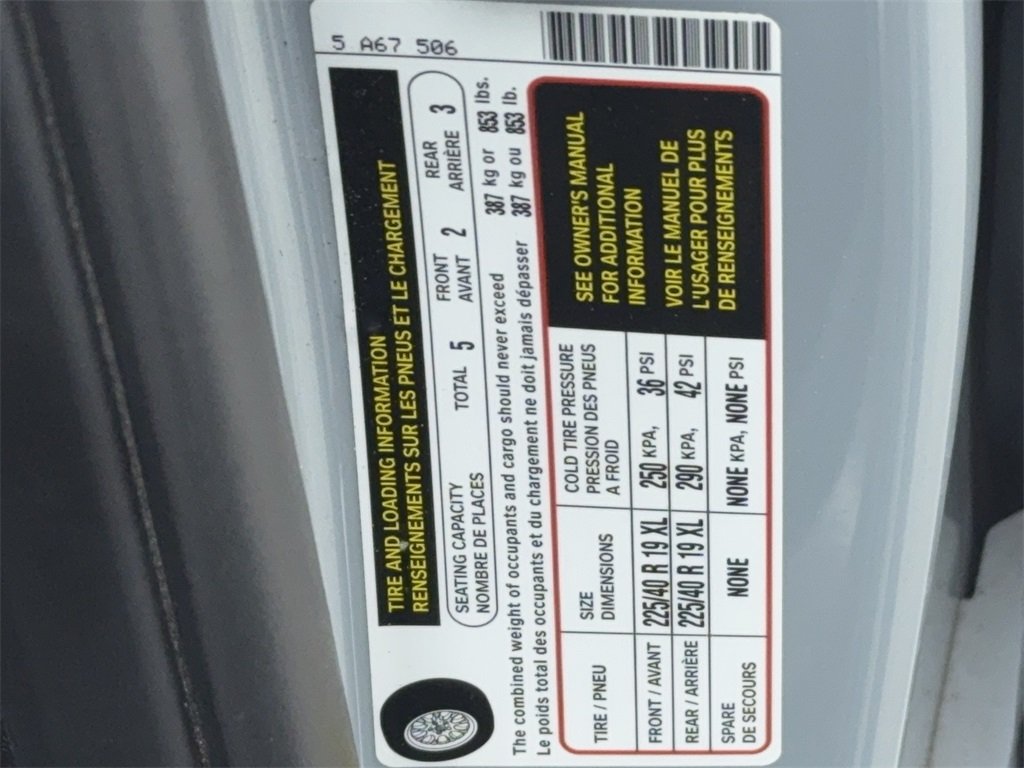 5 A67 506
TIRE AND LOADING INFORMATION
RENSEIGNEMENTS SUR LES PNEUS ET LE CHARGEMENT
SEATING CAPACITY TOTAL 5 FRONT 2 REAR 3
NOMBRE DE PLACES AVANT ARRIÈRE
The combined weight of occupants and cargo should never exceed 387 kg or 853 lbs.
Le poids total des occupants et du chargement ne doit jamais dépasser 387 kg ou 853 lb.
TIRE / PNEU SIZE COLD TIRE PRESSURE
DIMENSIONS PRESSION DES PNEUS
A FROID
FRONT / AVANT 225/40 R 19 XL 250 KPA, 36 PSI
REAR / ARRIÈRE 225/40 R 19 XL 290 KPA, 42 PSI
SPARE NONE NONE KPA, NONE PSI
DE SECOURS
SEE OWNER'S MANUAL
FOR ADDITIONAL
INFORMATION
VOIR LE MANUEL DE
L'USAGER POUR PLUS
DE RENSEIGNEMENTS